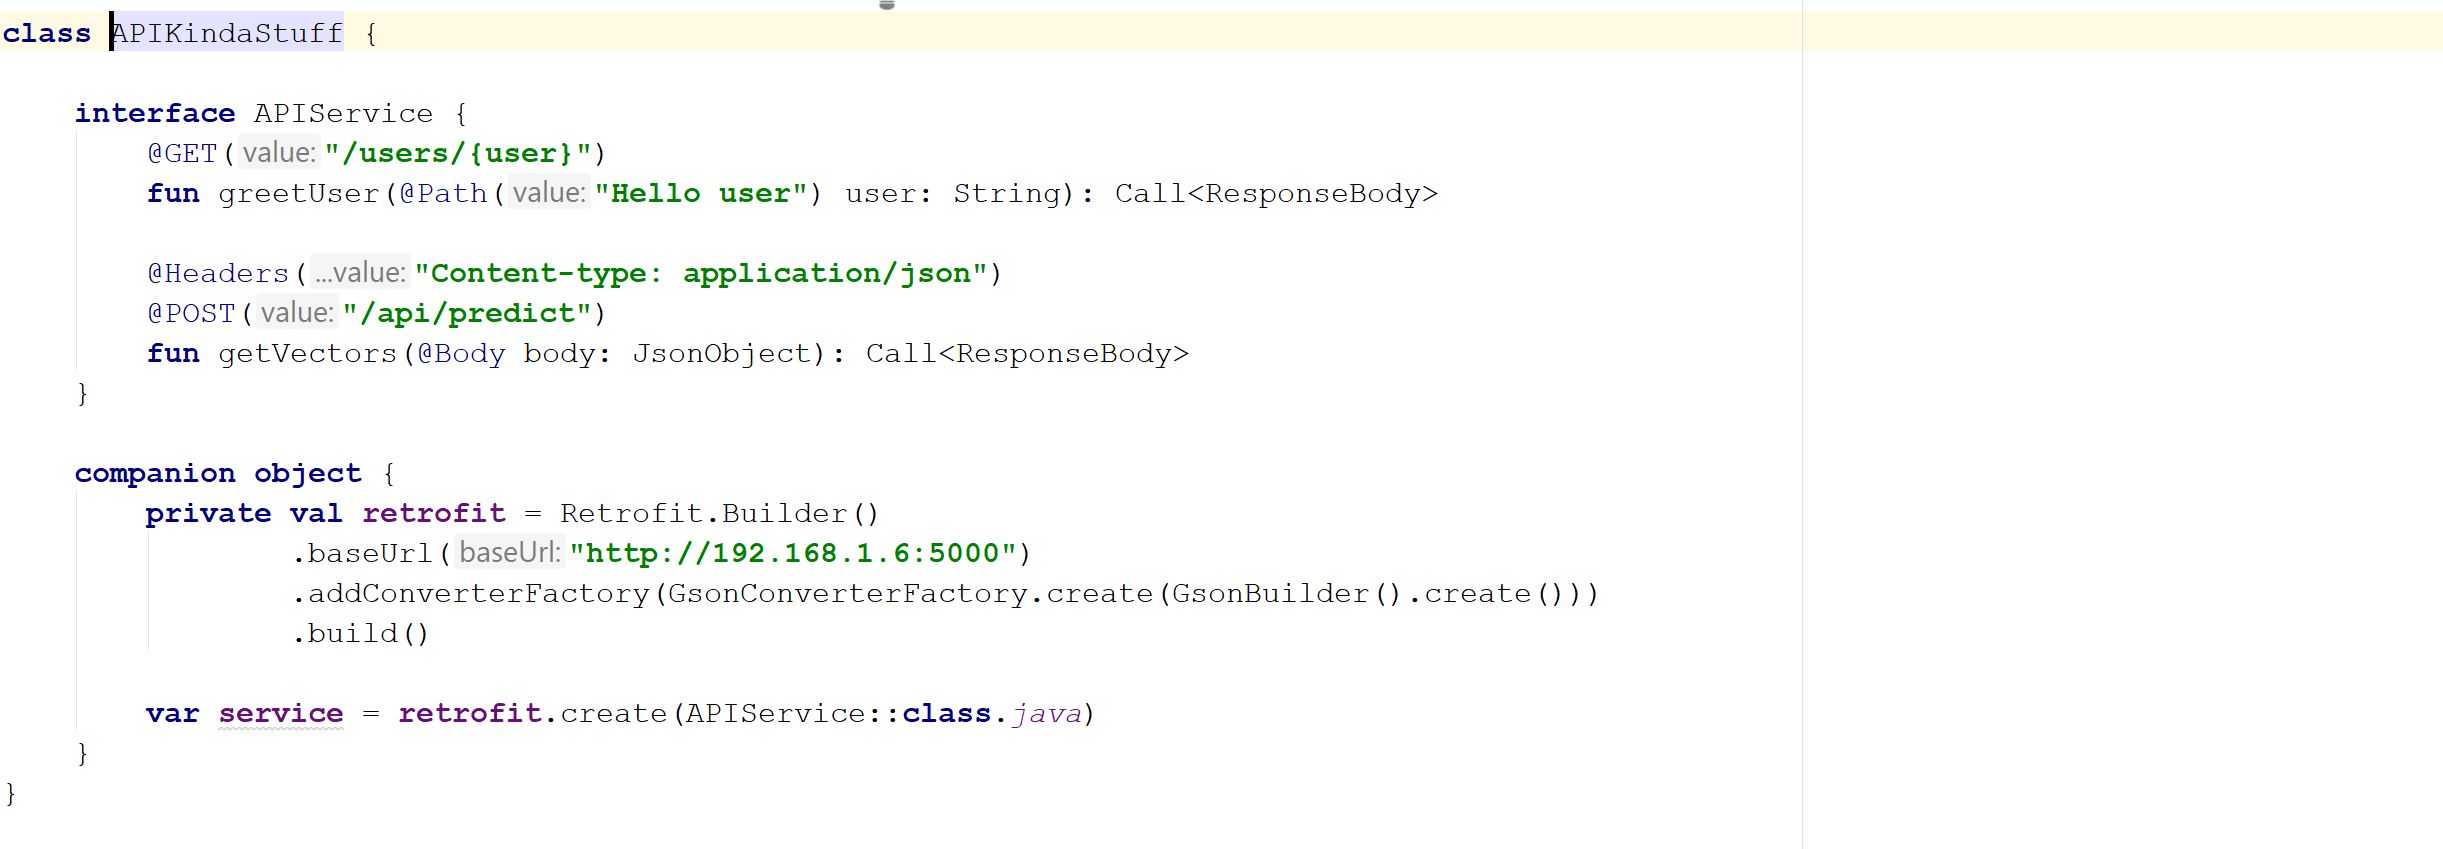 class APIKindaStuff {
interface APIService {
@GET( value: "/users/{user}")
fun greetUser(@Path( value: "Hello user") user: String): Call<ResponseBody>
@Headers( ...value: "Content-type: application/json")
@POST( value: "/api/predict")
fun getVectors(@Body body: JsonObject): Call<ResponseBody>
}
companion object {
private val retrofit = Retrofit.Builder()
.baseUrl( baseUrl: "http://192.168.1.6:5000")
.addConverterFactory(GsonConverterFactory.create(GsonBuilder().create()))
.build()
var service = retrofit.create(APIService::class.java)
}
}